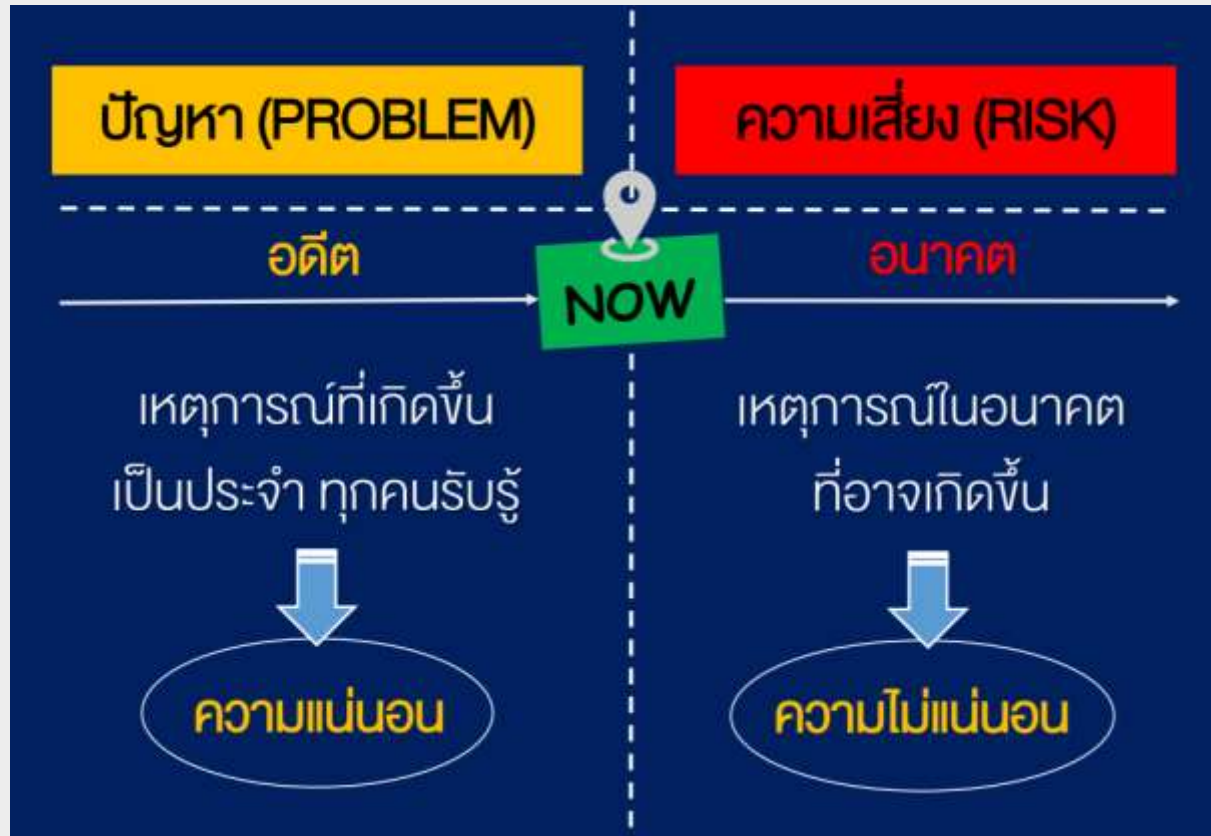 ปัญหา (PROBLEM)
ความเสี่ยง (RISK)
อดีต
อนาคต
NOW
เหตุการณ์ที่เกิดขึ้น
เป็นประจำ ทุกคนรับรู้
เหตุการณ์ในอนาคต
ที่อาจเกิดขึ้น
ความแน่นอน
ความไม่แน่นอน